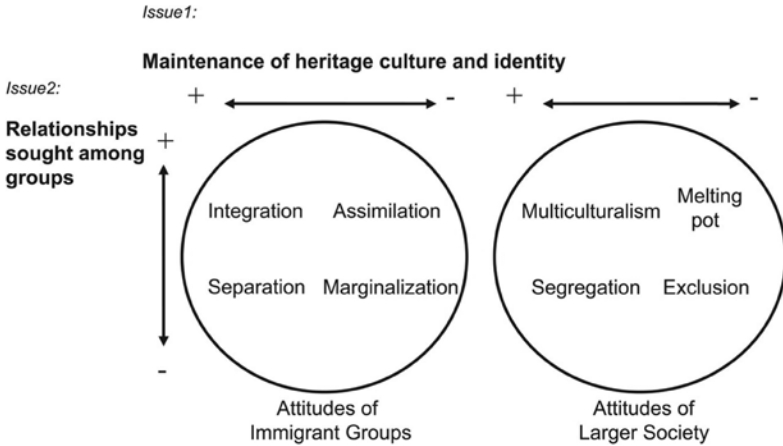 Issue1:
Maintenance of heritage culture and identity
Issue2:
+ - + -
Relationships
sought among
groups
+
Integration Assimilation
Separation Marginalization
-
Multiculturalism Melting
pot
Segregation Exclusion
Attitudes of
Immigrant Groups
Attitudes of
Larger Society